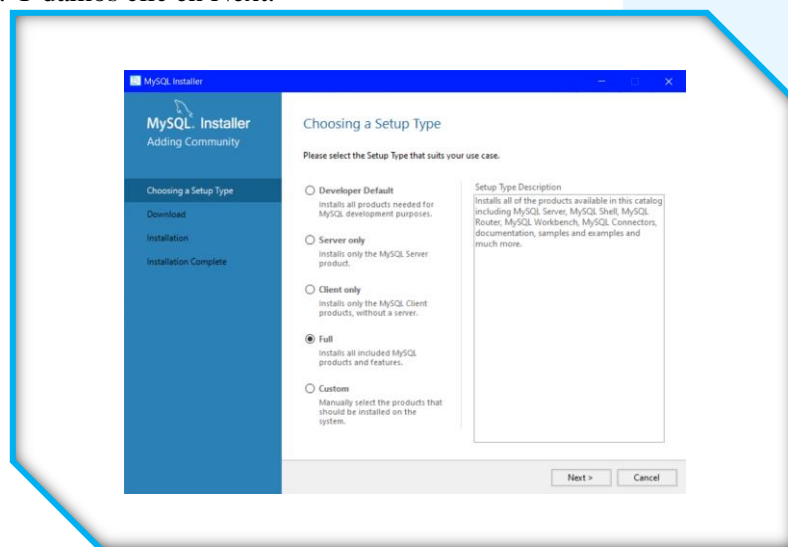 . Y damos clic en Next.
MySQL Installer
MySQL. Installer
Adding Community
Choosing a Setup Type
Download
Installation
Installation Complete
Choosing a Setup Type
Please select the Setup Type that suits your use case.
Developer Default
Installs all products needed for
MySQL development purposes.
Server only
Installs only the MySQL Server
product.
Client only
Installs only the MySQL Client
products, without a server.
Full
Installs all included MySQL
products and features.
Custom
Manually select the products that
should be installed on the
system.
Setup Type Description
Installs all of the products available in this catalog
including MySQL Server, MySQL Shell, MySQL
Router, MySQL Workbench, MySQL Connectors,
documentation, samples and examples and
much more.
Next >
Cancel